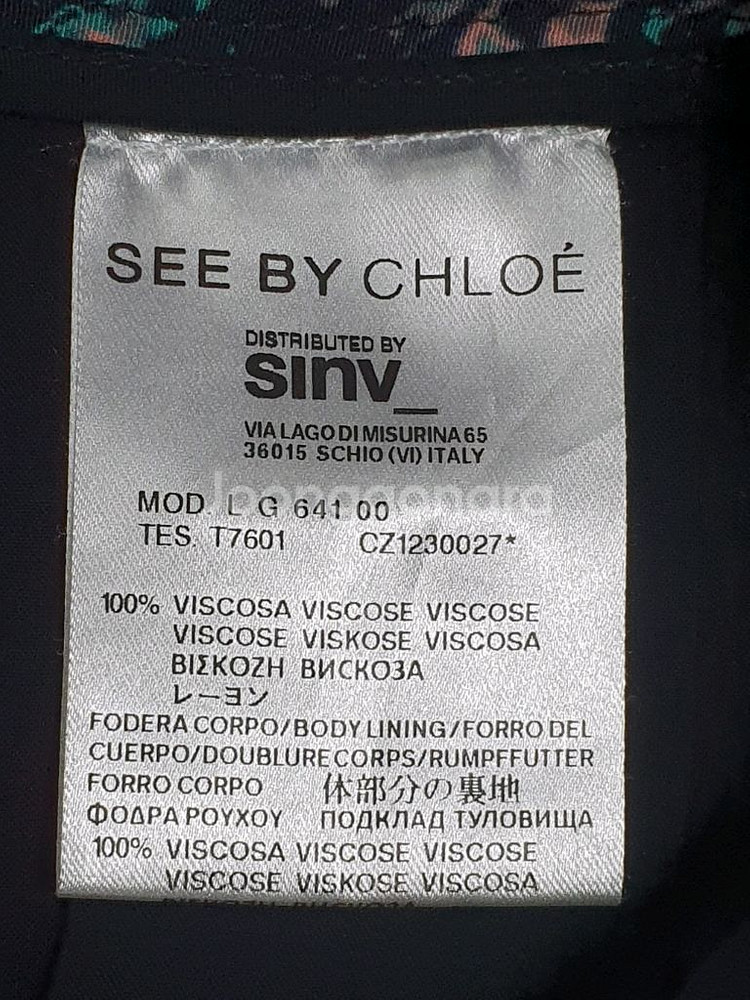 SEE BY CHLOÉ
DISTRIBUTED BY
sinv_
VIA LAGO DI MISURINA 65
36015 SCHIO (VI) ITALY
joonggonara
MOD. L G 641 00
TES. T7601 CZ1230027*
100% VISCOSA VISCOSE VISCOSE
VISCOSE VISKOSE VISCOSA
ΒΙΣΚΟΖΗ ВИСКОЗА
レーヨン
FODERA CORPO/BODY LINING/FORRO DEL
CUERPO/DOUBLURE CORPS/RUMPFFUTTER
FORRO CORPO 体部分の裏地
ΦΟΔΡΑ ΡΟΥΧΟΥ ПОДКЛАД ТУЛОВИЩА
100% VISCOSA VISCOSE VISCOSE
VISCOSE VISKOSE VISCOSA